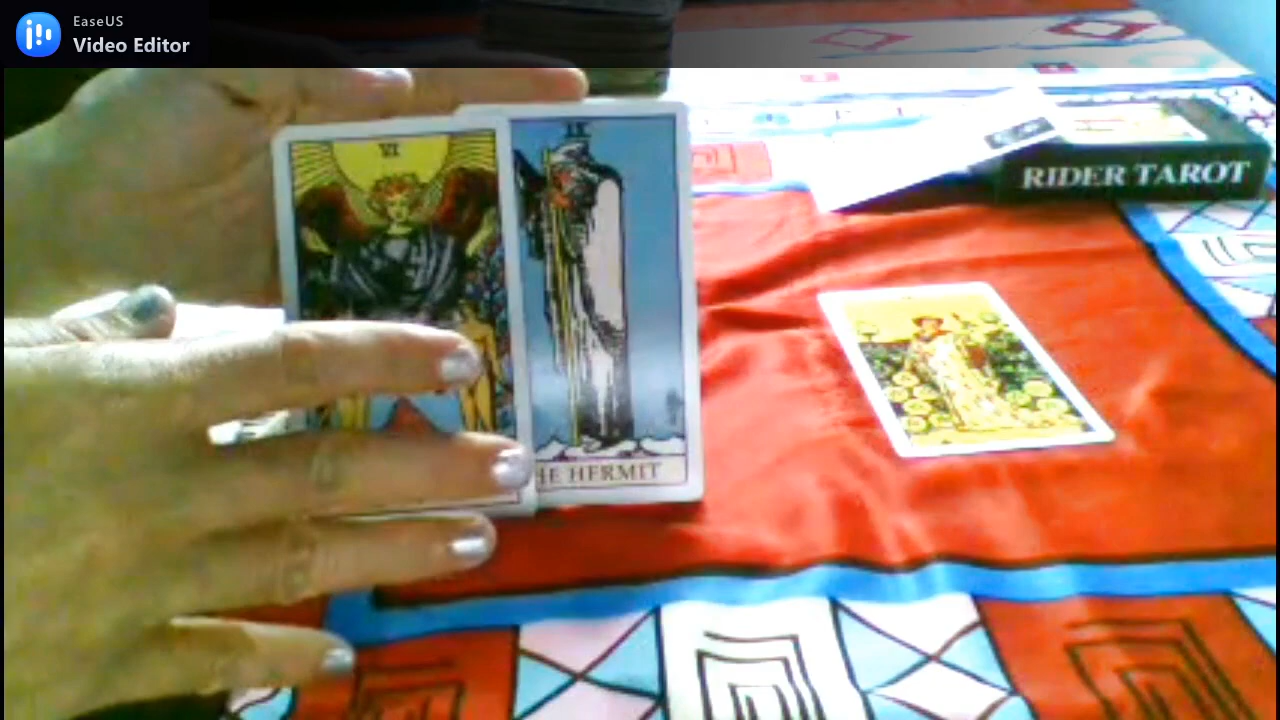 EaseUS
Video Editor
VI
IX
RIDER TAROT
HE HERMIT